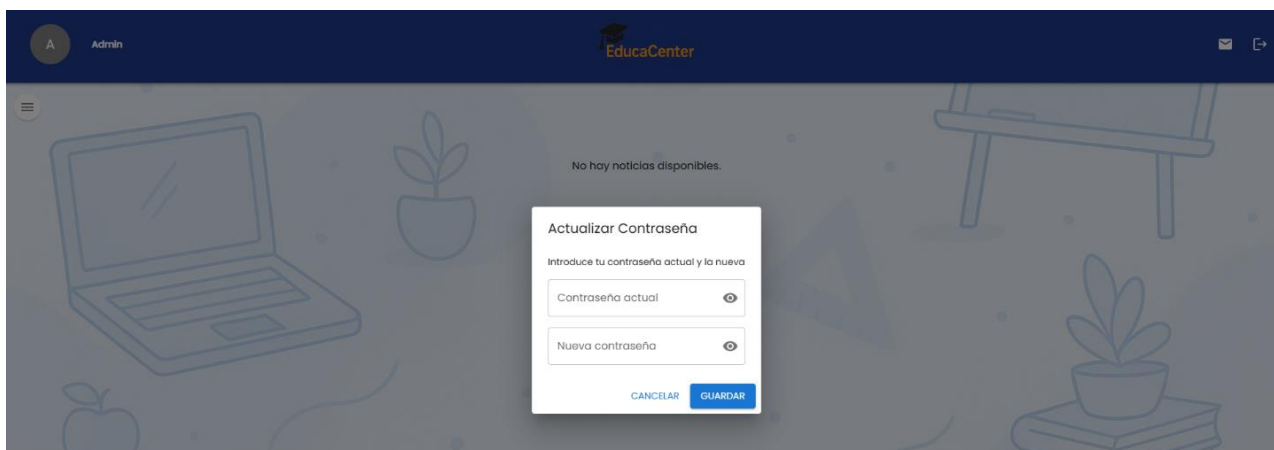 A
Admin
EducaCenter
No hay noticias disponibles.
Actualizar Contraseña
Introduce tu contraseña actual y la nueva
Contraseña actual
Nueva contraseña
CANCELAR
GUARDAR